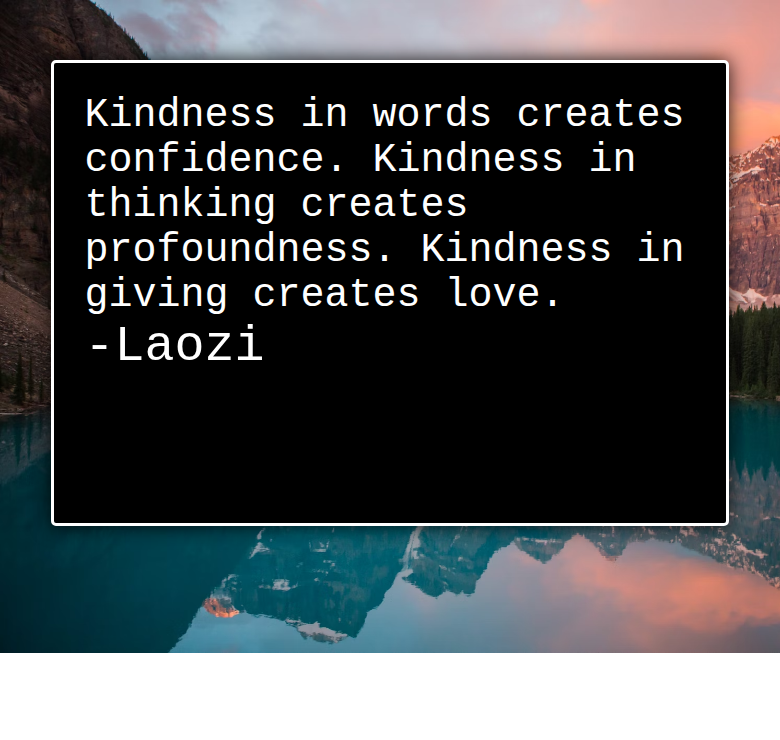 Kindness in words creates
confidence. Kindness in
thinking creates
profoundness. Kindness in
giving creates love.
-Laozi